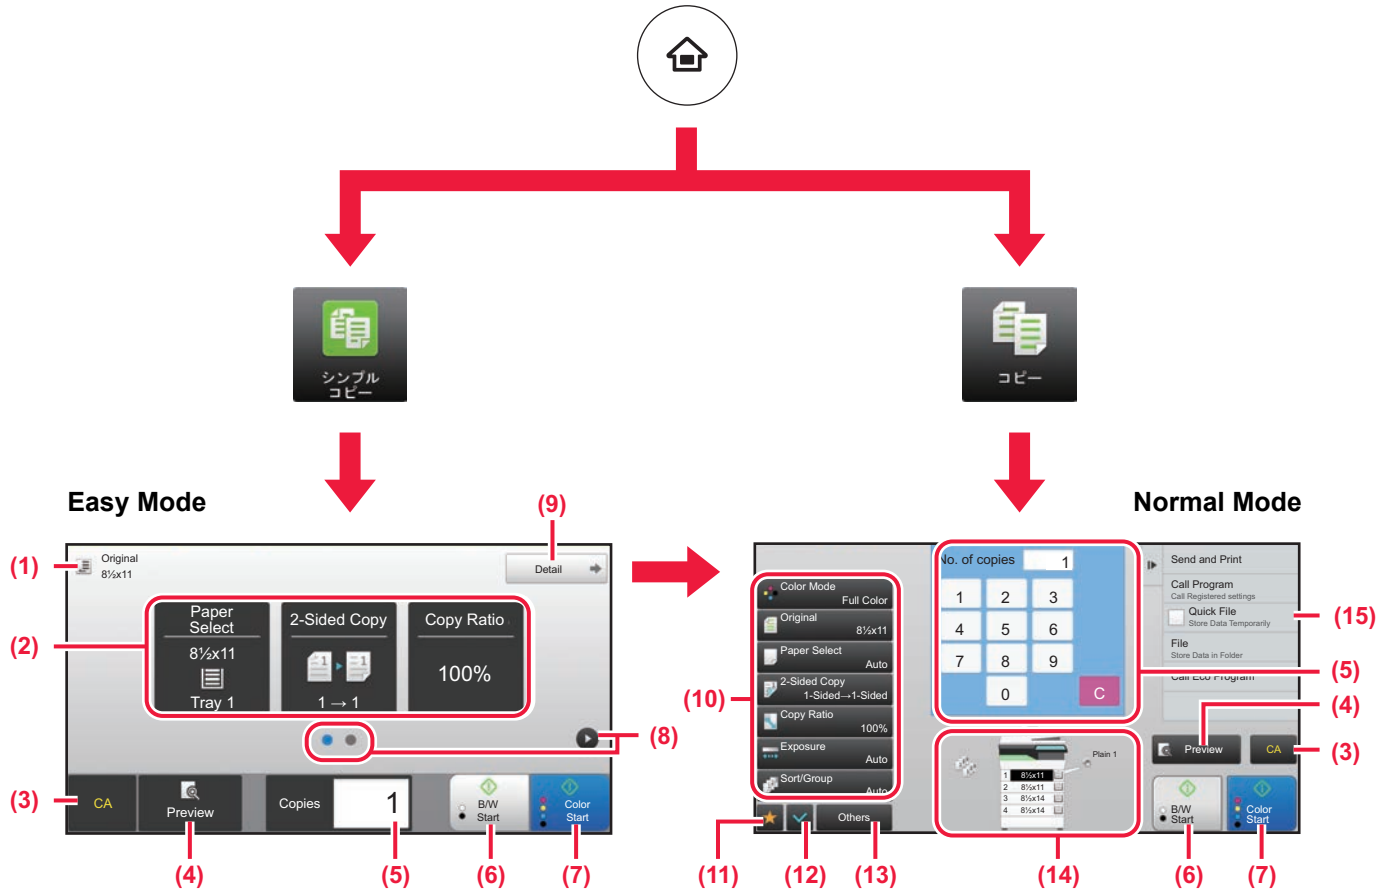 シンプル
コピー
コピー
Easy Mode
Normal Mode
(9)
(1)
Original
8½x11
Detail
(2)
Paper
Select
8½x11
Tray 1
2-Sided Copy
1
1
1→1
Copy Ratio
100%
(8)
(3)
CA
Preview
Copies
1
B/W
Start
Color
Start
(4)
(5)
(6)
(7)
(10)
Color Mode
Full Color
Original
8½x11
Paper Select
Auto
2-Sided Copy
1-Sided→1-Sided
Copy Ratio
100%
Exposure
Auto
Sort/Group
Auto
Others
(11)
(12)
(13)
No. of copies
1
1 2 3
4 5 6
7 8 9
0 C
Plain 1
1 8½x11
2 8½x11
3 8½x14
4 8½x14
(14)
Send and Print
Call Program
Call Registered settings
Quick File
Store Data Temporarily
File
Store Data in Folder
Call Eco Program
(15)
(5)
(4)
Preview
CA
(3)
B/W
Start
Color
Start
(6)
(7)